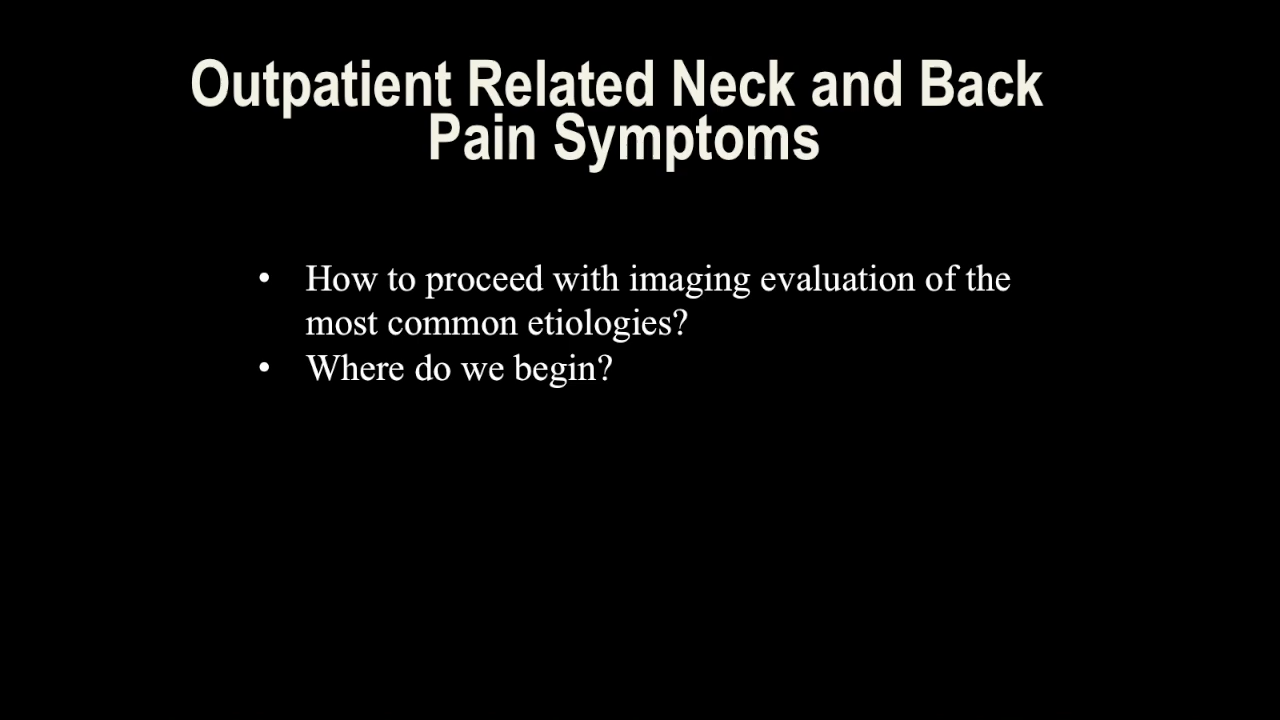 Outpatient Related Neck and Back
Pain Symptoms
• How to proceed with imaging evaluation of the
most common etiologies?
• Where do we begin?